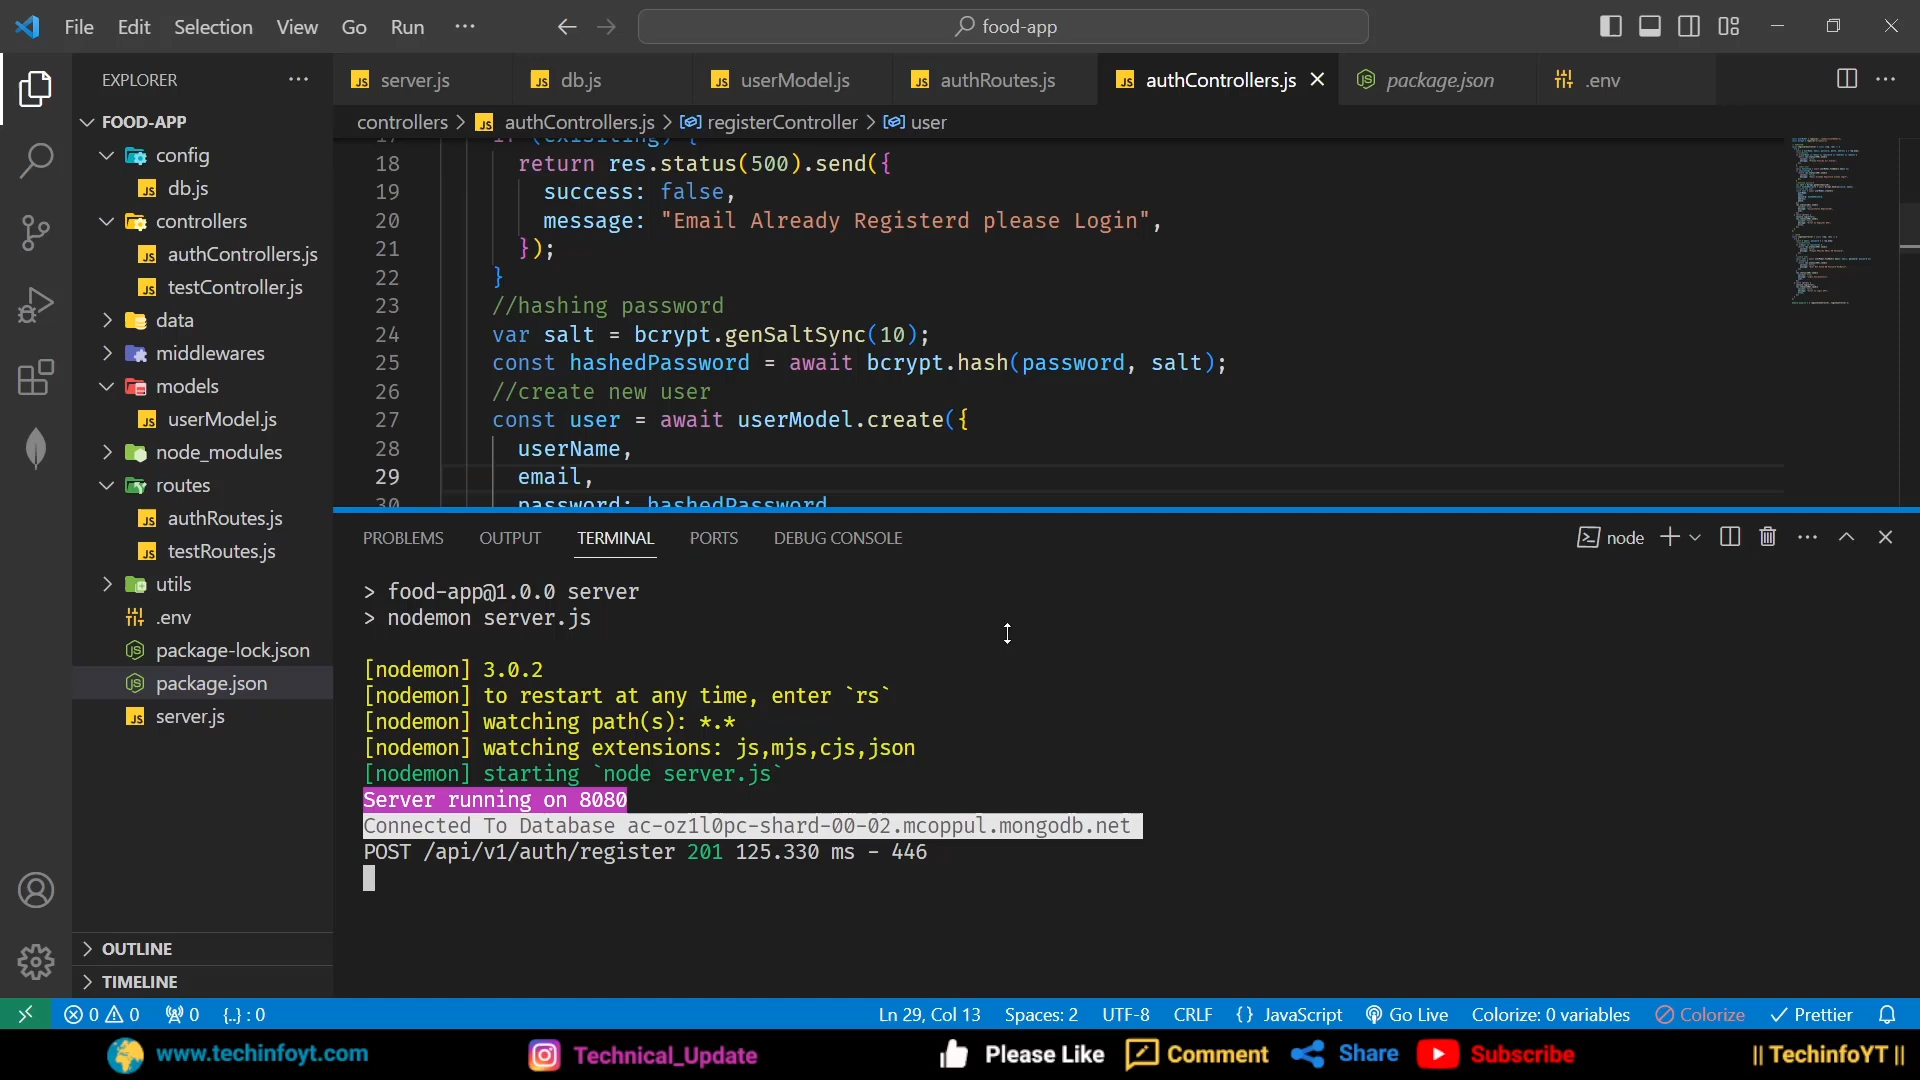 File Edit Selection View Go Run ··· food-app
EXPLORER ···
server.js db.js userModel.js authRoutes.js authControllers.js package.json .env ···
FOOD-APP
config
db.js
controllers
authControllers.js
testController.js
data
middlewares
models
userModel.js
node_modules
routes
authRoutes.js
testRoutes.js
utils
.env
package-lock.json
package.json
server.js
OUTLINE
TIMELINE
controllers > authControllers.js > registerController > user
17 if (exisiting) {
18 return res.status(500).send({
19 success: false,
20 message: "Email Already Registerd please Login",
21 });
22 }
23 //hashing password
24 var salt = bcrypt.genSaltSync(10);
25 const hashedPassword = await bcrypt.hash(password, salt);
26 //create new user
27 const user = await userModel.create({
28 userName,
29 email,
30 password: hashedPassword
PROBLEMS OUTPUT TERMINAL PORTS DEBUG CONSOLE node ···
> food-app@1.0.0 server
> nodemon server.js
[nodemon] 3.0.2
[nodemon] to restart at any time, enter `rs`
[nodemon] watching path(s): *.*
[nodemon] watching extensions: js,mjs,cjs,json
[nodemon] starting `node server.js`
Server running on 8080
Connected To Database ac-oz1l0pc-shard-00-02.mcoppul.mongodb.net
POST /api/v1/auth/register 201 125.330 ms - 446
0 0 0 {..} : 0 Ln 29, Col 13 Spaces: 2 UTF-8 CRLF {} JavaScript Go Live Colorize: 0 variables Colorize Prettier
www.techinfoyt.com Technical_Update Please Like Comment Share Subscribe || TechinfoYT ||